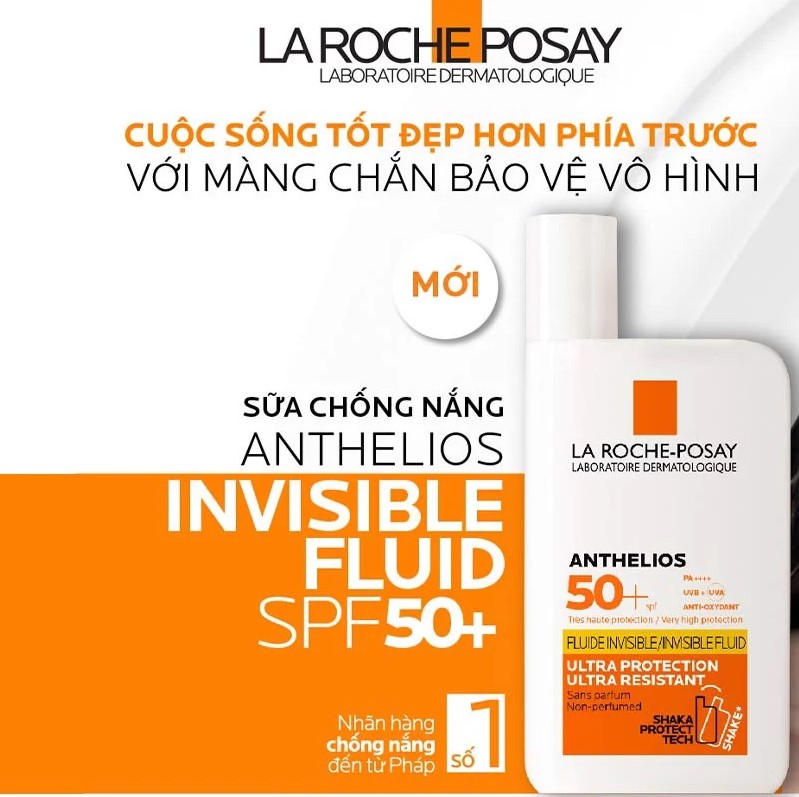 LA ROCHE POSAY
LABORATOIRE DERMATOLOGIQUE
CUỘC SỐNG TỐT ĐẸP HƠN PHÍA TRƯỚC
VỚI MÀNG CHẮN BẢO VỆ VÔ HÌNH
MỚI
SỮA CHỐNG NẮNG
ANTHELIOS
INVISIBLE
FLUID
SPF 50+
Nhãn hàng
chống nắng
đến từ Pháp
số 1
LA ROCHE-POSAY
LABORATOIRE DERMATOLOGIQUE
ANTHELIOS
50+ spf
PA++++
UVB + UVA
ANTI-OXYDANT
Très haute protection / Very high protection
FLUIDE INVISIBLE/INVISIBLE FLUID
ULTRA PROTECTION
ULTRA RESISTANT
Sans parfum
Non-perfumed
SHAKA
PROTECT
TECH
SHAKE*